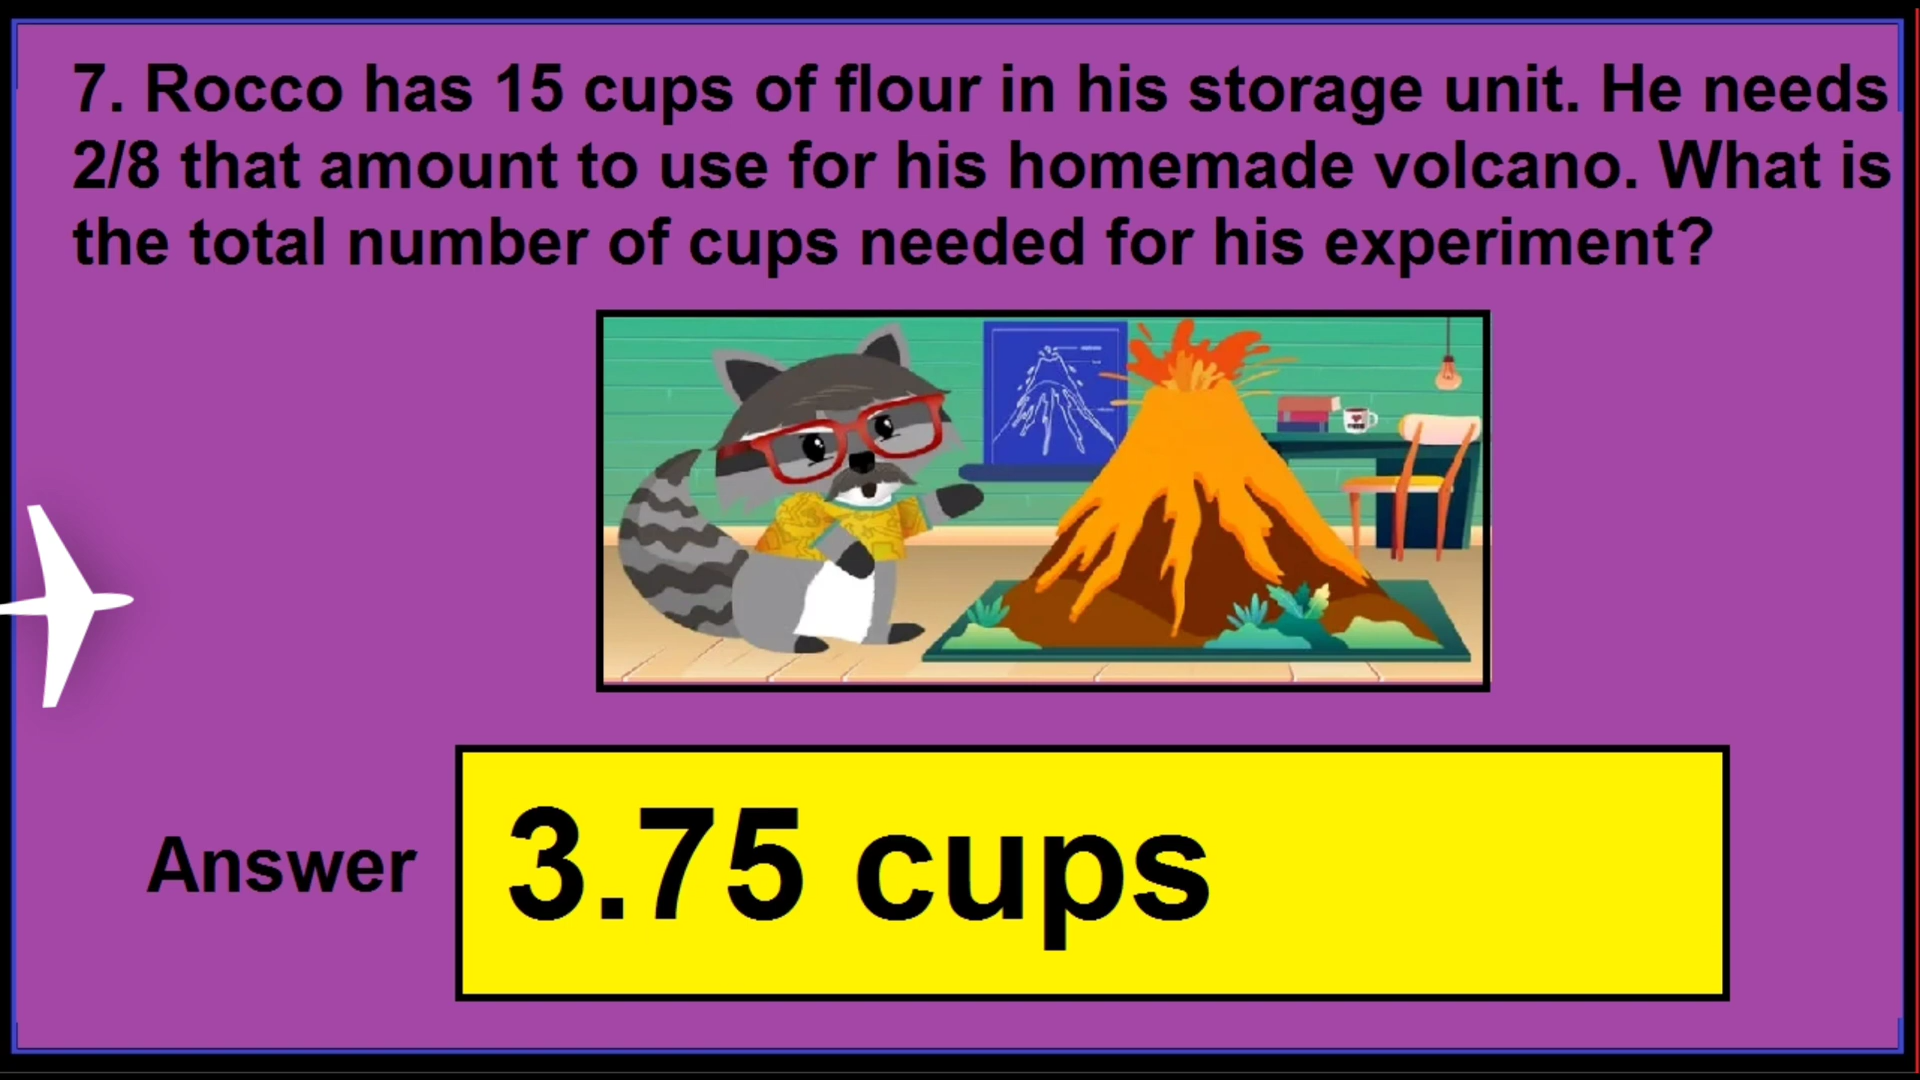 7. Rocco has 15 cups of flour in his storage unit. He needs
2/8 that amount to use for his homemade volcano. What is
the total number of cups needed for his experiment?
Answer
3.75 cups